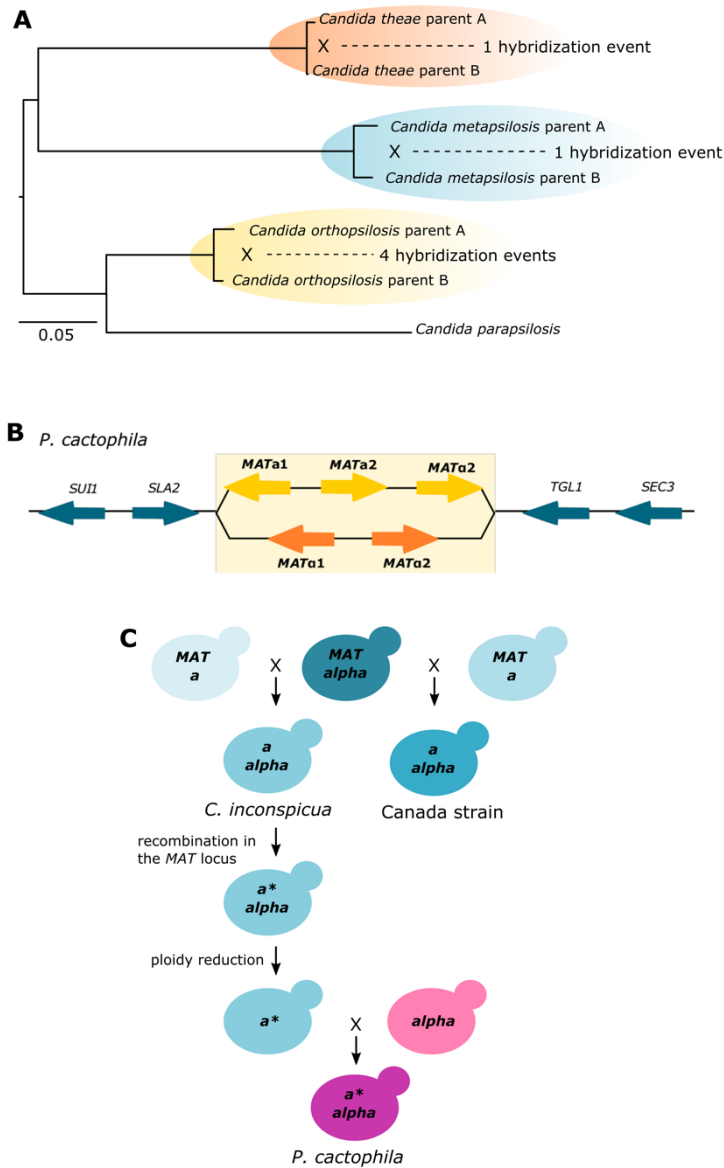 A
Candida theae parent A
X 1 hybridization event
Candida theae parent B
Candida metapsilosis parent A
X 1 hybridization event
Candida metapsilosis parent B
Candida orthopsilosis parent A
X 4 hybridization events
Candida orthopsilosis parent B
0.05
Candida parapsilosis
B
P. cactophila
MATa1 MATa2 MATα2
SUI1 SLA2 TGL1 SEC3
MATα1 MATα2
C
MAT a X MAT alpha X MAT a
a alpha a alpha
C. inconspicua Canada strain
recombination in
the MAT locus
a*
alpha
ploidy reduction
a* X alpha
a*
alpha
P. cactophila